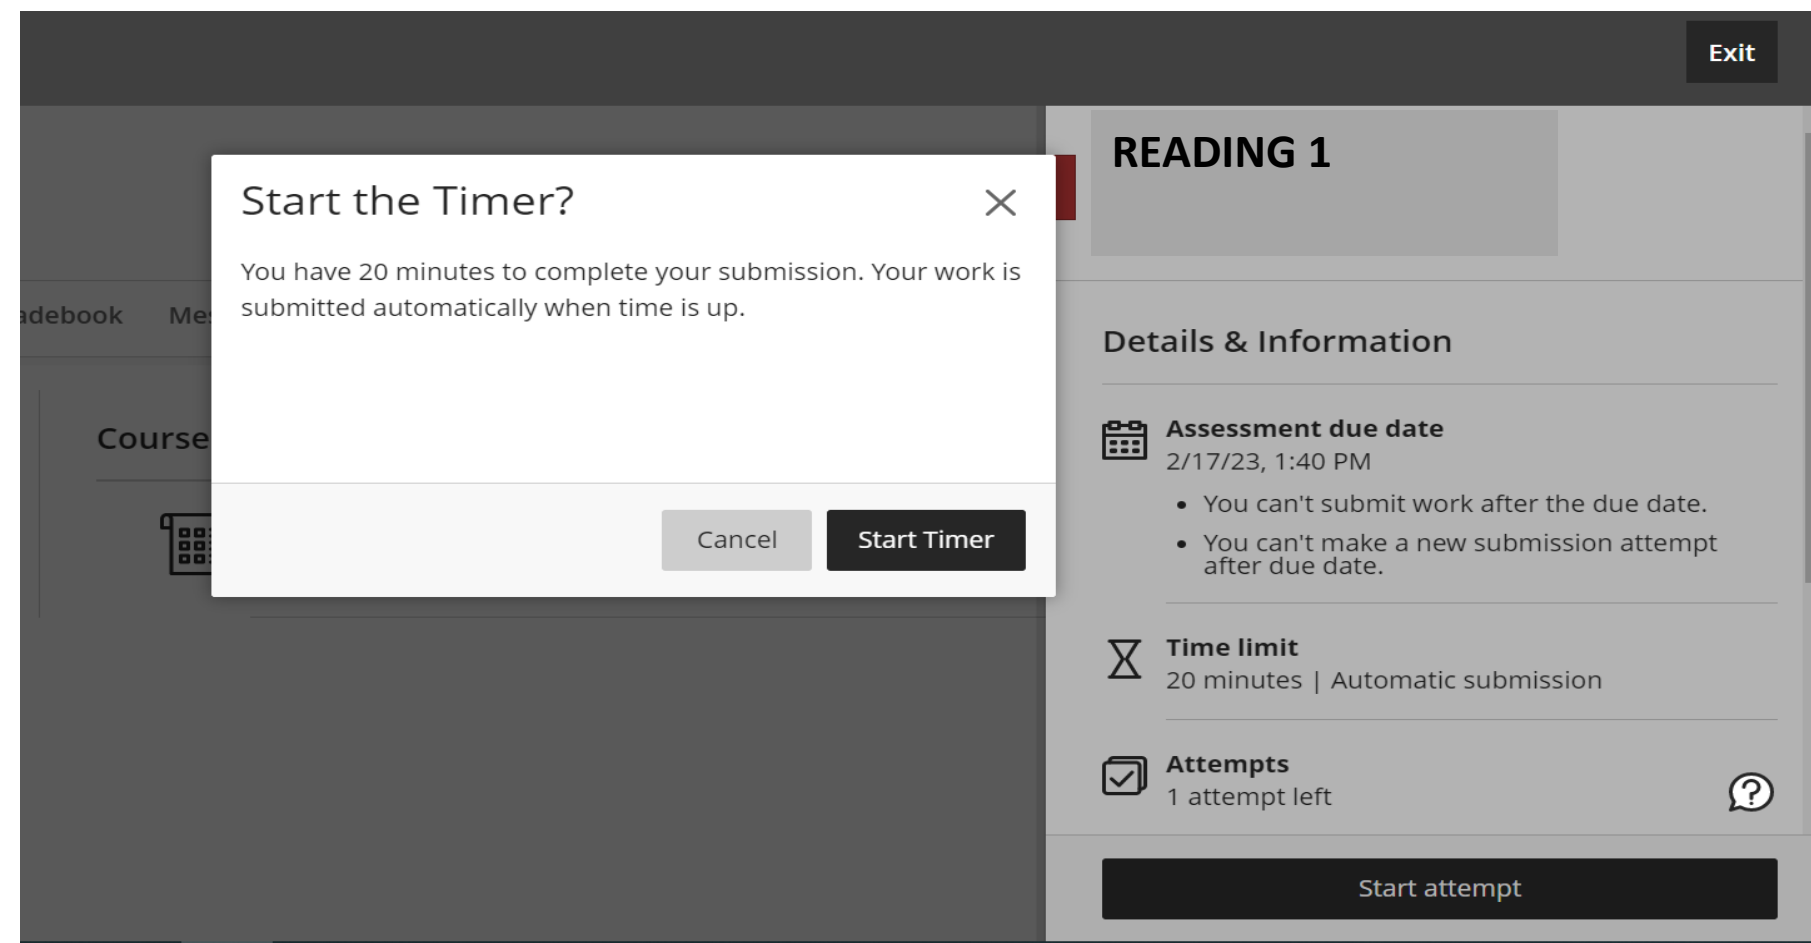 Exit
READING 1
Start the Timer?
You have 20 minutes to complete your submission. Your work is
submitted automatically when time is up.
Cancel
Start Timer
Course
Details & Information
Assessment due date
2/17/23, 1:40 PM
• You can't submit work after the due date.
• You can't make a new submission attempt
after due date.
Time limit
20 minutes | Automatic submission
Attempts
1 attempt left
Start attempt